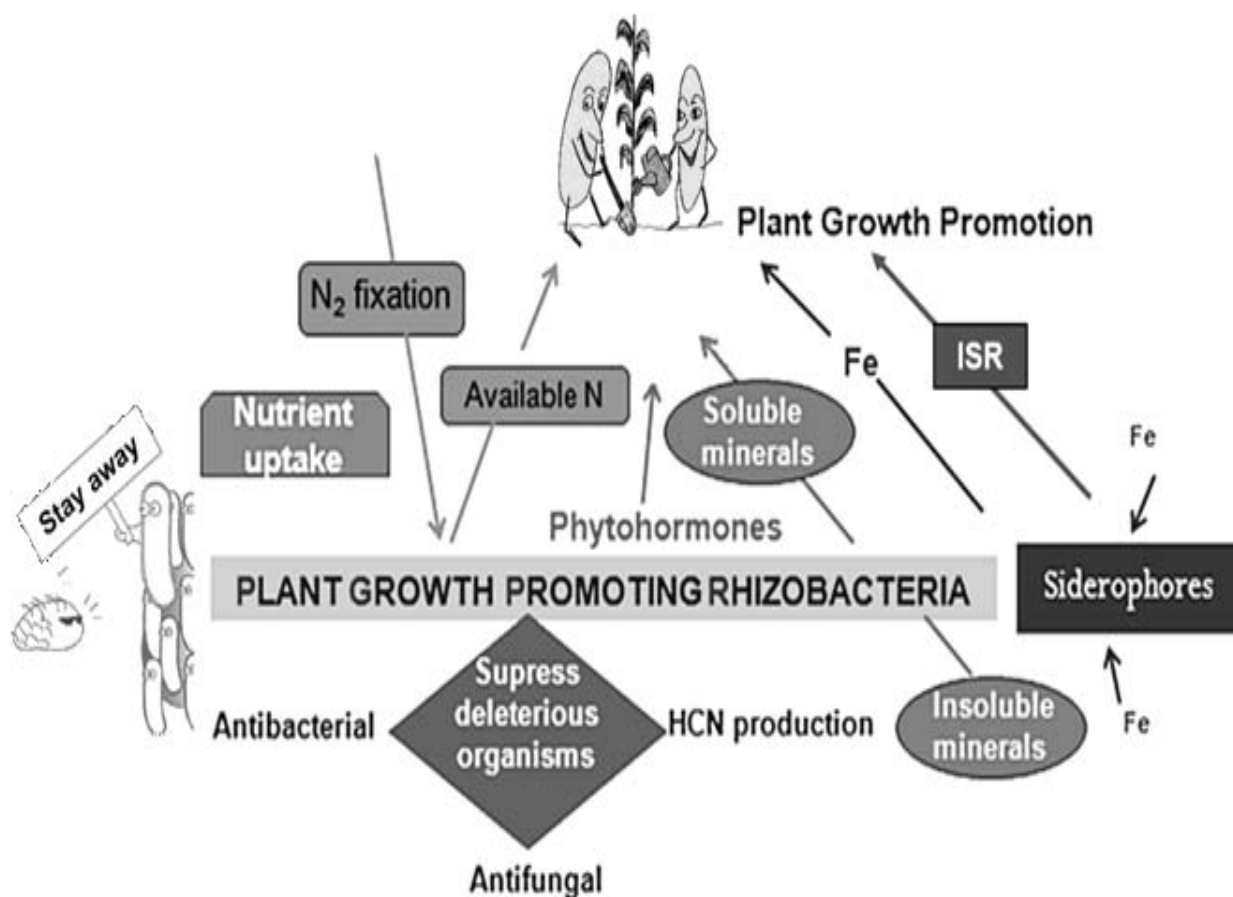 Plant Growth Promotion
N₂ fixation
Fe
ISR
Available N
Nutrient
uptake
Soluble
minerals
Fe
Stay away
Phytohormones
PLANT GROWTH PROMOTING RHIZOBACTERIA
Siderophores
Supress
deleterious
organisms
Antibacterial
HCN production
Insoluble
minerals
Fe
Antifungal